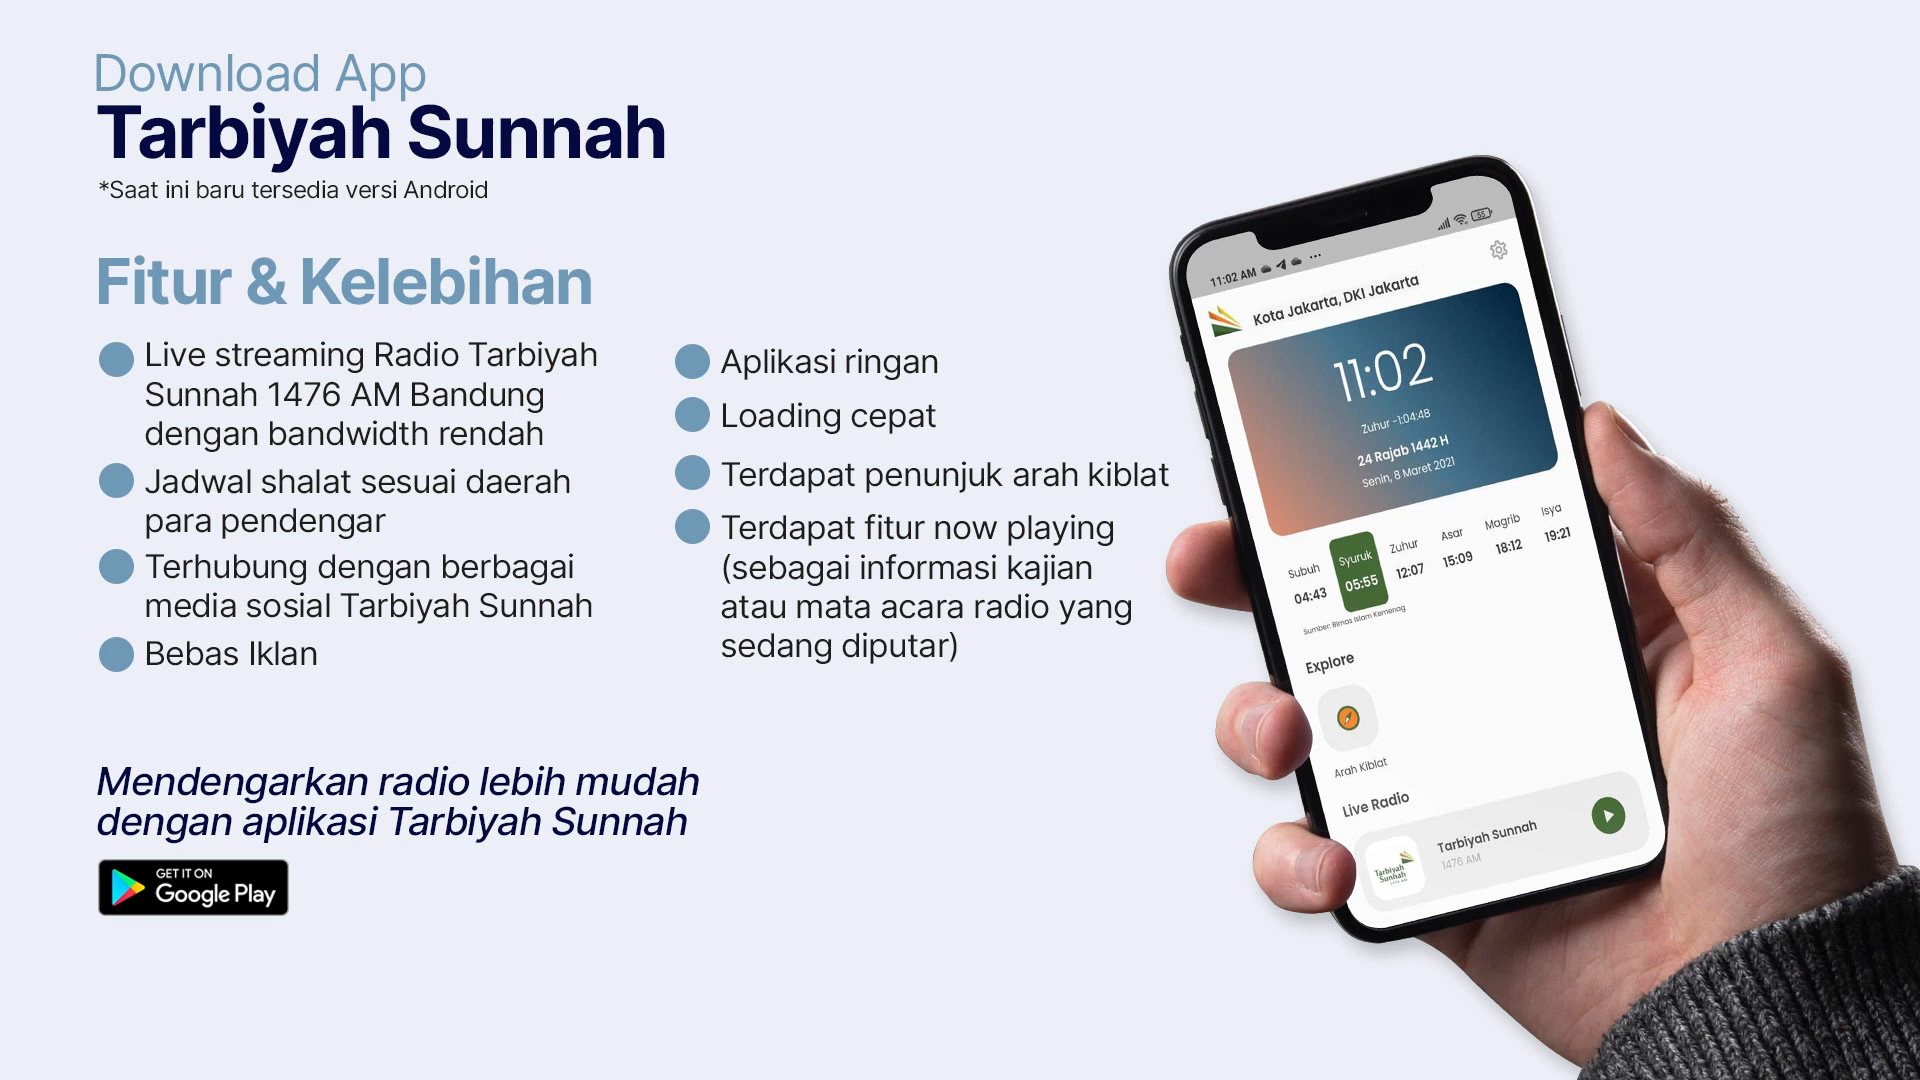 Download App
Tarbiyah Sunnah
*Saat ini baru tersedia versi Android
Fitur & Kelebihan
Live streaming Radio Tarbiyah
Sunnah 1476 AM Bandung
dengan bandwidth rendah
Jadwal shalat sesuai daerah
para pendengar
Terhubung dengan berbagai
media sosial Tarbiyah Sunnah
Bebas Iklan
Aplikasi ringan
Loading cepat
Terdapat penunjuk arah kiblat
Terdapat fitur now playing
(sebagai informasi kajian
atau mata acara radio yang
sedang diputar)
Mendengarkan radio lebih mudah
dengan aplikasi Tarbiyah Sunnah
GET IT ON
Google Play
11:02 AM ... 55
Kota Jakarta, DKI Jakarta
11:02
Zuhur -1:04:48
24 Rajab 1442 H
Senin, 8 Maret 2021
Subuh Syuruk Zuhur Asar Magrib Isya
04:43 05:55 12:07 15:09 18:12 19:21
Sumber: Bimas Islam Kemenag
Explore
Arah Kiblat
Live Radio
Tarbiyah
Sunnah
1476 AM
Tarbiyah Sunnah
1476 AM